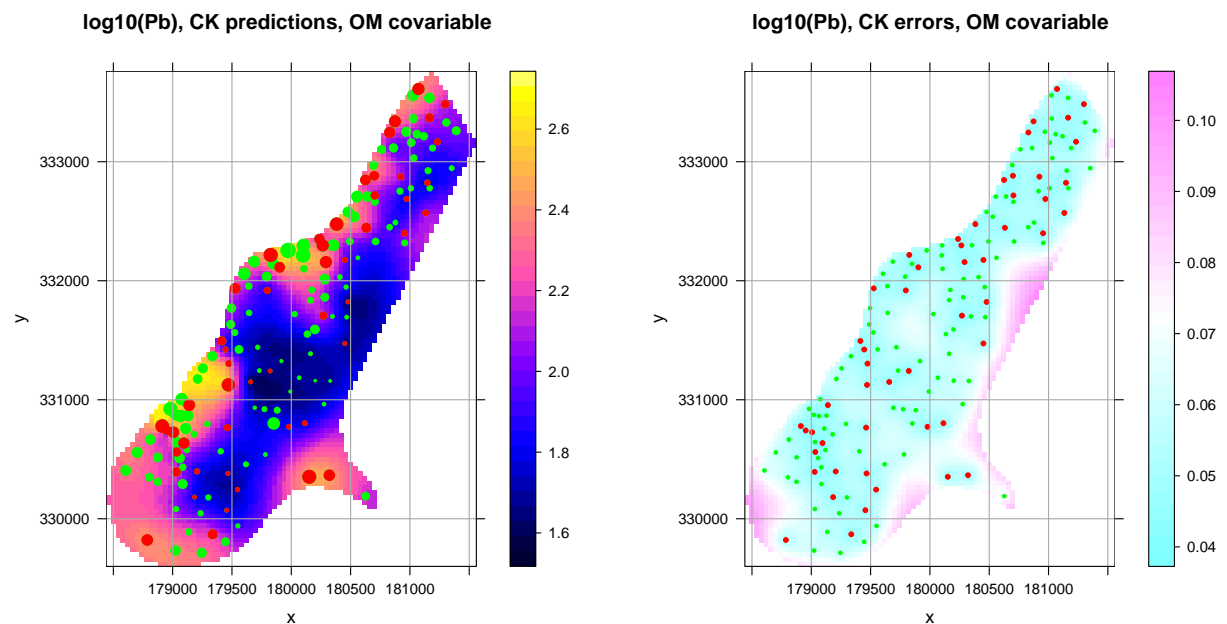 log10(Pb), CK predictions, OM covariable
333000
332000
331000
330000
y
179000 179500 180000 180500 181000
x
2.6
2.4
2.2
2.0
1.8
1.6
log10(Pb), CK errors, OM covariable
333000
332000
331000
330000
y
179000 179500 180000 180500 181000
x
0.10
0.09
0.08
0.07
0.06
0.05
0.04